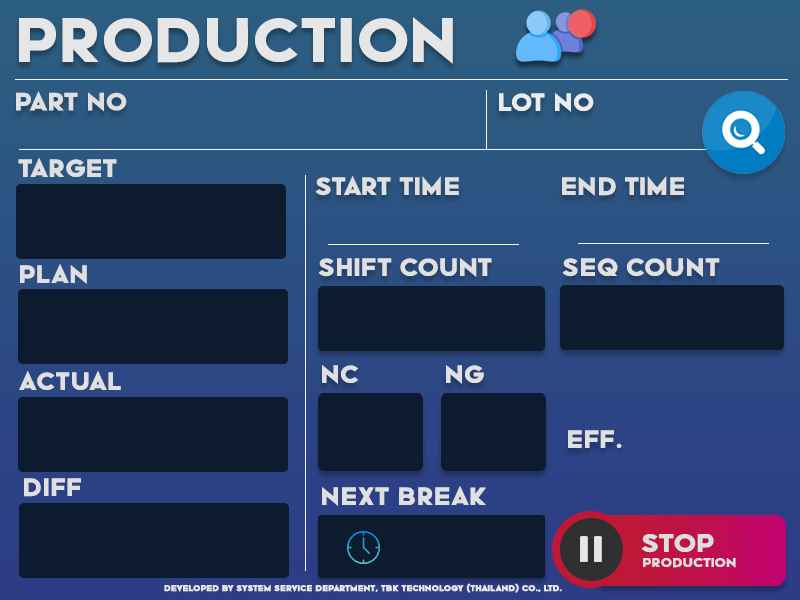 PRODUCTION
PART NO
LOT NO
TARGET
START TIME
END TIME
PLAN
SHIFT COUNT
SEQ COUNT
ACTUAL
NC
NG
EFF.
DIFF
NEXT BREAK
STOP
PRODUCTION
DEVELOPED BY SYSTEM SERVICE DEPARTMENT, TBK TECHNOLOGY (THAILAND) CO., LTD.